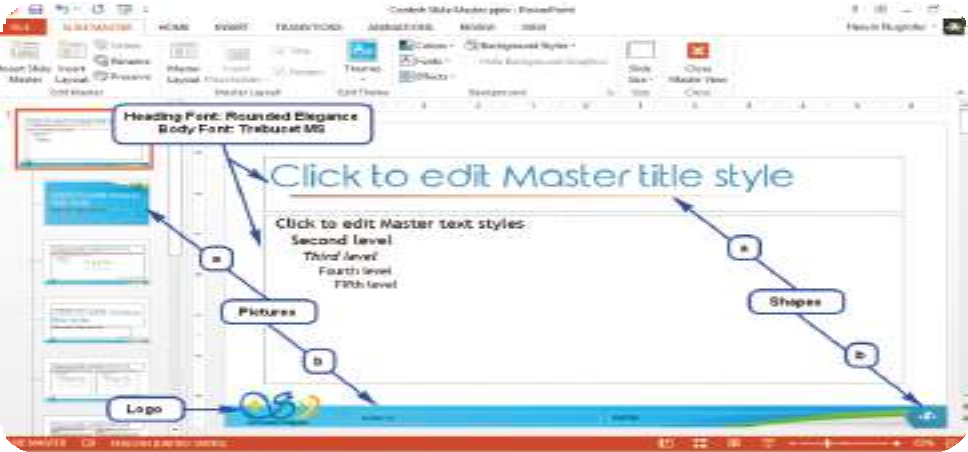 Content Slide Master.pptx - PowerPoint
FILE SLIDE MASTER HOME INSERT TRANSITIONS ANIMATIONS REVIEW VIEW
Colors Background Styles
Fonts Hide Background Graphics
Effects
Insert Slide Master
Insert Layout
Delete
Rename
Preserve
Master Layout
Insert Placeholder
Title
Footers
Themes
Slide Size
Close Master View
Edit Master Master Layout Edit Theme Background Size Close
Heading Font: Rounded Elegance
Body Font: Trebucet MS
Click to edit Master title style
Click to edit Master text styles
Second level
Third level
Fourth level
Fifth level
a
a
Pictures
Shapes
b
b
Logo
SLIDE MASTER